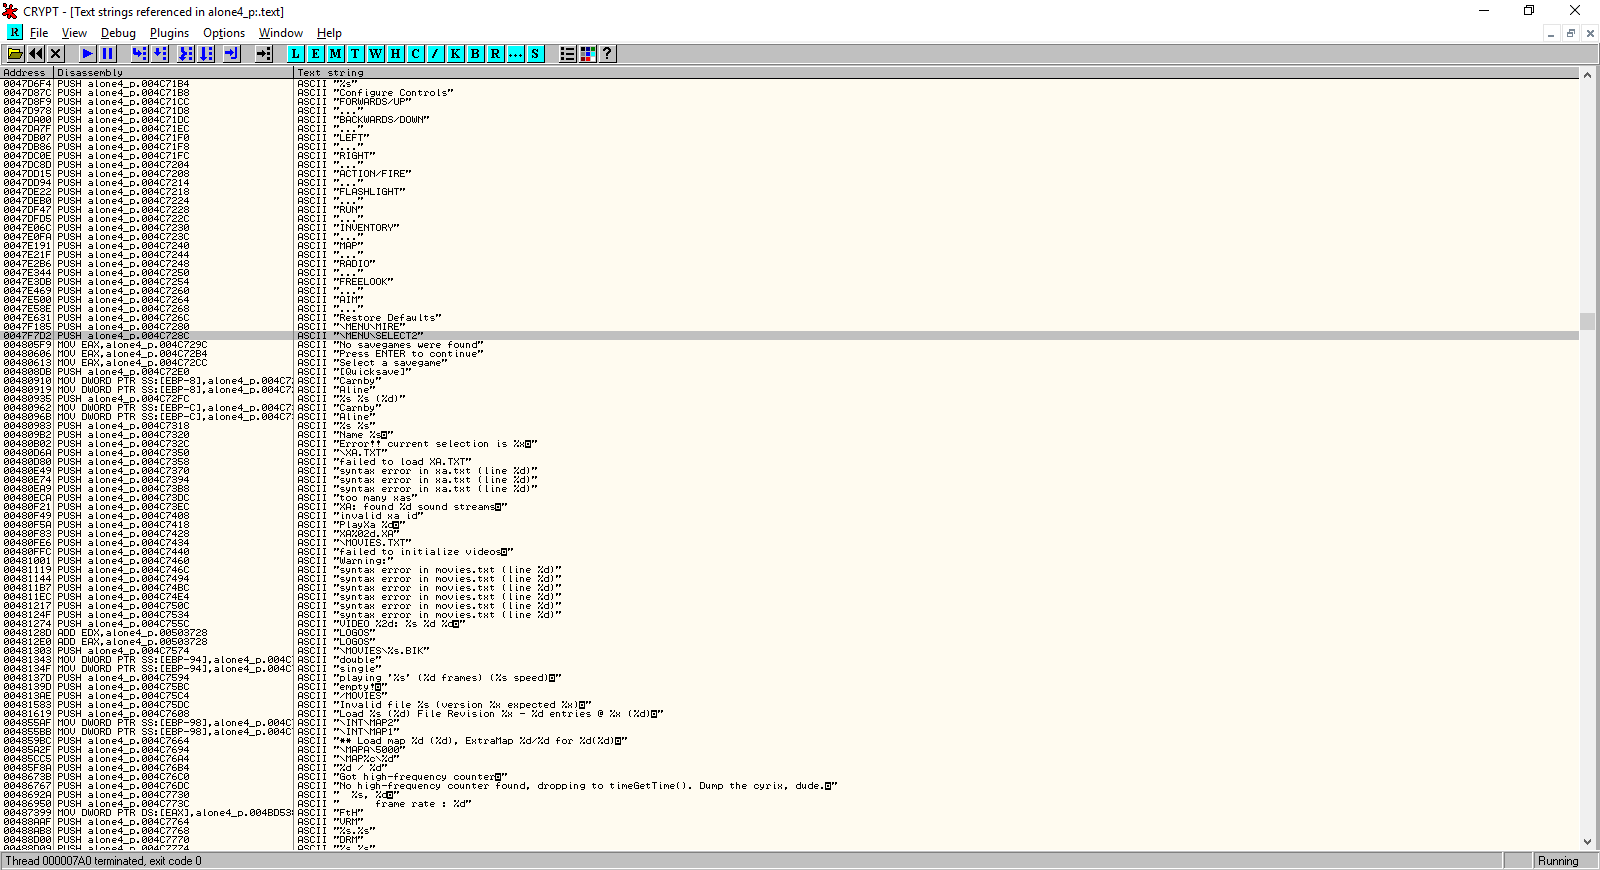 CRYPT - [Text strings referenced in alone4_p:.text]
R File View Debug Plugins Options Window Help
L E M T W H C / K B R ... S ?
Address Disassembly Text string
0047D6F4 PUSH alone4_p.004C71B4 ASCII "%s"
0047D87C PUSH alone4_p.004C71B8 ASCII "Configure Controls"
0047D8F9 PUSH alone4_p.004C71CC ASCII "FORWARDS/UP"
0047D978 PUSH alone4_p.004C71D8 ASCII "..."
0047DA00 PUSH alone4_p.004C71DC ASCII "BACKWARDS/DOWN"
0047DA7F PUSH alone4_p.004C71EC ASCII "..."
0047DB07 PUSH alone4_p.004C71F0 ASCII "LEFT"
0047DB86 PUSH alone4_p.004C71F8 ASCII "..."
0047DC0E PUSH alone4_p.004C71FC ASCII "RIGHT"
0047DC8D PUSH alone4_p.004C7204 ASCII "..."
0047DD15 PUSH alone4_p.004C7208 ASCII "ACTION/FIRE"
0047DD94 PUSH alone4_p.004C7214 ASCII "..."
0047DE22 PUSH alone4_p.004C7218 ASCII "FLASHLIGHT"
0047DEB0 PUSH alone4_p.004C7224 ASCII "..."
0047DF47 PUSH alone4_p.004C7228 ASCII "RUN"
0047DFD5 PUSH alone4_p.004C722C ASCII "..."
0047E06C PUSH alone4_p.004C7230 ASCII "INVENTORY"
0047E0FA PUSH alone4_p.004C723C ASCII "..."
0047E191 PUSH alone4_p.004C7240 ASCII "MAP"
0047E21F PUSH alone4_p.004C7244 ASCII "..."
0047E2B6 PUSH alone4_p.004C7248 ASCII "RADIO"
0047E344 PUSH alone4_p.004C7250 ASCII "..."
0047E3DB PUSH alone4_p.004C7254 ASCII "FREELOOK"
0047E469 PUSH alone4_p.004C7260 ASCII "..."
0047E500 PUSH alone4_p.004C7264 ASCII "AIM"
0047E58E PUSH alone4_p.004C7268 ASCII "..."
0047E631 PUSH alone4_p.004C726C ASCII "Restore Defaults"
0047F185 PUSH alone4_p.004C7280 ASCII "\MENU\MIRE"
0047F7D2 PUSH alone4_p.004C728C ASCII "\MENU\SELECT2"
004805F9 MOV EAX,alone4_p.004C729C ASCII "No savegames were found"
00480606 MOV EAX,alone4_p.004C72B4 ASCII "Press ENTER to continue"
00480613 MOV EAX,alone4_p.004C72CC ASCII "Select a savegame"
004808DB PUSH alone4_p.004C72E0 ASCII "[Quicksave]"
00480910 MOV DWORD PTR SS:[EBP-8],alone4_p.004C72 ASCII "Carnby"
00480919 MOV DWORD PTR SS:[EBP-8],alone4_p.004C72 ASCII "Aline"
00480935 PUSH alone4_p.004C72FC ASCII "%s %s (%d)"
00480962 MOV DWORD PTR SS:[EBP-C],alone4_p.004C73 ASCII "Carnby"
0048096B MOV DWORD PTR SS:[EBP-C],alone4_p.004C73 ASCII "Aline"
00480983 PUSH alone4_p.004C7318 ASCII "%s %s"
004809B2 PUSH alone4_p.004C7320 ASCII "Name %s◙"
00480B02 PUSH alone4_p.004C732C ASCII "Error!! current selection is %x◙"
00480D6A PUSH alone4_p.004C7350 ASCII "\XA.TXT"
00480D80 PUSH alone4_p.004C7358 ASCII "failed to load XA.TXT"
00480E49 PUSH alone4_p.004C7370 ASCII "syntax error in xa.txt (line %d)"
00480E74 PUSH alone4_p.004C7394 ASCII "syntax error in xa.txt (line %d)"
00480EA9 PUSH alone4_p.004C73B8 ASCII "syntax error in xa.txt (line %d)"
00480ECA PUSH alone4_p.004C73DC ASCII "too many xas"
00480F21 PUSH alone4_p.004C73EC ASCII "XA: found %d sound streams◙"
00480F49 PUSH alone4_p.004C7408 ASCII "invalid xa id"
00480F5A PUSH alone4_p.004C7418 ASCII "PlayXa %d◙"
00480F83 PUSH alone4_p.004C7428 ASCII "XA%02d.XA"
00480FE6 PUSH alone4_p.004C7434 ASCII "\MOVIES.TXT"
00480FFC PUSH alone4_p.004C7440 ASCII "failed to initialize videos◙"
00481001 PUSH alone4_p.004C7460 ASCII "Warning:"
00481119 PUSH alone4_p.004C746C ASCII "syntax error in movies.txt (line %d)"
00481144 PUSH alone4_p.004C7494 ASCII "syntax error in movies.txt (line %d)"
004811B7 PUSH alone4_p.004C74BC ASCII "syntax error in movies.txt (line %d)"
004811EC PUSH alone4_p.004C74E4 ASCII "syntax error in movies.txt (line %d)"
00481217 PUSH alone4_p.004C750C ASCII "syntax error in movies.txt (line %d)"
0048124F PUSH alone4_p.004C7534 ASCII "syntax error in movies.txt (line %d)"
00481274 PUSH alone4_p.004C755C ASCII "VIDEO %2d: %s %d %d◙"
0048128D ADD EDX,alone4_p.00503728 ASCII "LOGOS"
004812E0 ADD EAX,alone4_p.00503728 ASCII "LOGOS"
00481303 PUSH alone4_p.004C7574 ASCII "\MOVIES\%s.BIK"
00481343 MOV DWORD PTR SS:[EBP-94],alone4_p.004C7 ASCII "double"
0048134F MOV DWORD PTR SS:[EBP-94],alone4_p.004C7 ASCII "single"
0048137D PUSH alone4_p.004C7594 ASCII "playing '%s' (%d frames) (%s speed)◙"
0048139D PUSH alone4_p.004C75BC ASCII "empty!◙"
004813AE PUSH alone4_p.004C75C4 ASCII "/MOVIES"
00481583 PUSH alone4_p.004C75DC ASCII "Invalid file %s (version %x expected %x)◙"
00481619 PUSH alone4_p.004C7608 ASCII "Load %s (%d) File Revision %x - %d entries @ %x (%d)◙"
004855AF MOV DWORD PTR SS:[EBP-98],alone4_p.004C7 ASCII "\INT\MAP2"
004855BB MOV DWORD PTR SS:[EBP-98],alone4_p.004C7 ASCII "\INT\MAP1"
004859BC PUSH alone4_p.004C7664 ASCII "** Load map %d (%d), ExtraMap %d/%d for %d(%d)◙"
00485A2F PUSH alone4_p.004C7694 ASCII "\MAPA\5000"
00485CC5 PUSH alone4_p.004C76A4 ASCII "\MAP%c\%d"
00485F8A PUSH alone4_p.004C76B4 ASCII "%d / %d"
0048673B PUSH alone4_p.004C76C0 ASCII "Got high-frequency counter◙"
00486767 PUSH alone4_p.004C76DC ASCII "No high-frequency counter found, dropping to timeGetTime(). Dump the cyrix, dude.◙"
0048692A PUSH alone4_p.004C7730 ASCII "  %s, %d◙"
00486950 PUSH alone4_p.004C773C ASCII "     frame rate : %d"
00487399 MOV DWORD PTR DS:[EAX],alone4_p.004BD538 ASCII "FtH"
00488AAF PUSH alone4_p.004C7764 ASCII "VRM"
00488AB8 PUSH alone4_p.004C7768 ASCII "%s.%s"
00488D00 PUSH alone4_p.004C7770 ASCII "DRM"
00488D09 PUSH alone4_p.004C7774 ASCII "%s.%s"
Thread 000007A0 terminated, exit code 0
Running